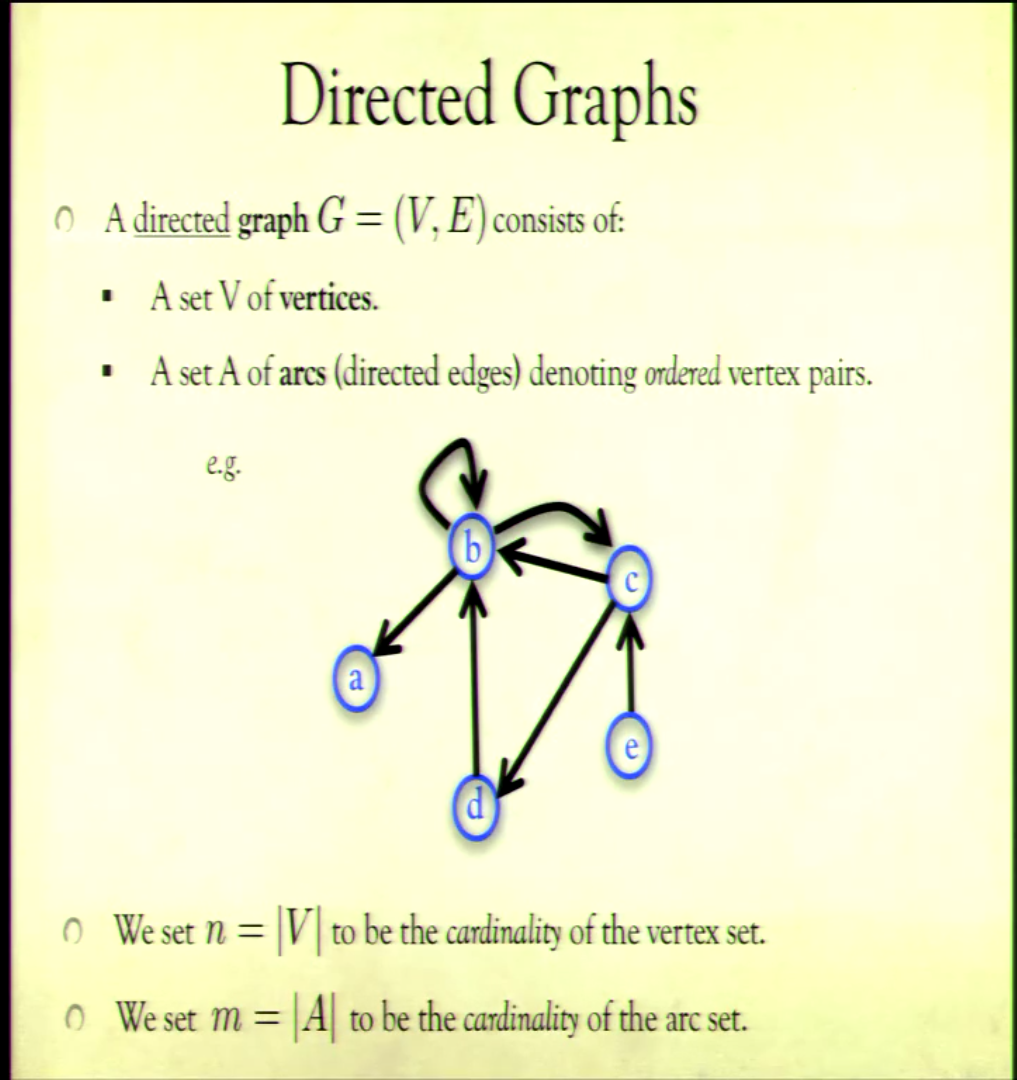 Directed Graphs
A directed graph G = (V, E) consists of:
A set V of vertices.
A set A of arcs (directed edges) denoting ordered vertex pairs.
e.g.
b
c
a
e
d
We set n = |V| to be the cardinality of the vertex set.
We set m = |A| to be the cardinality of the arc set.